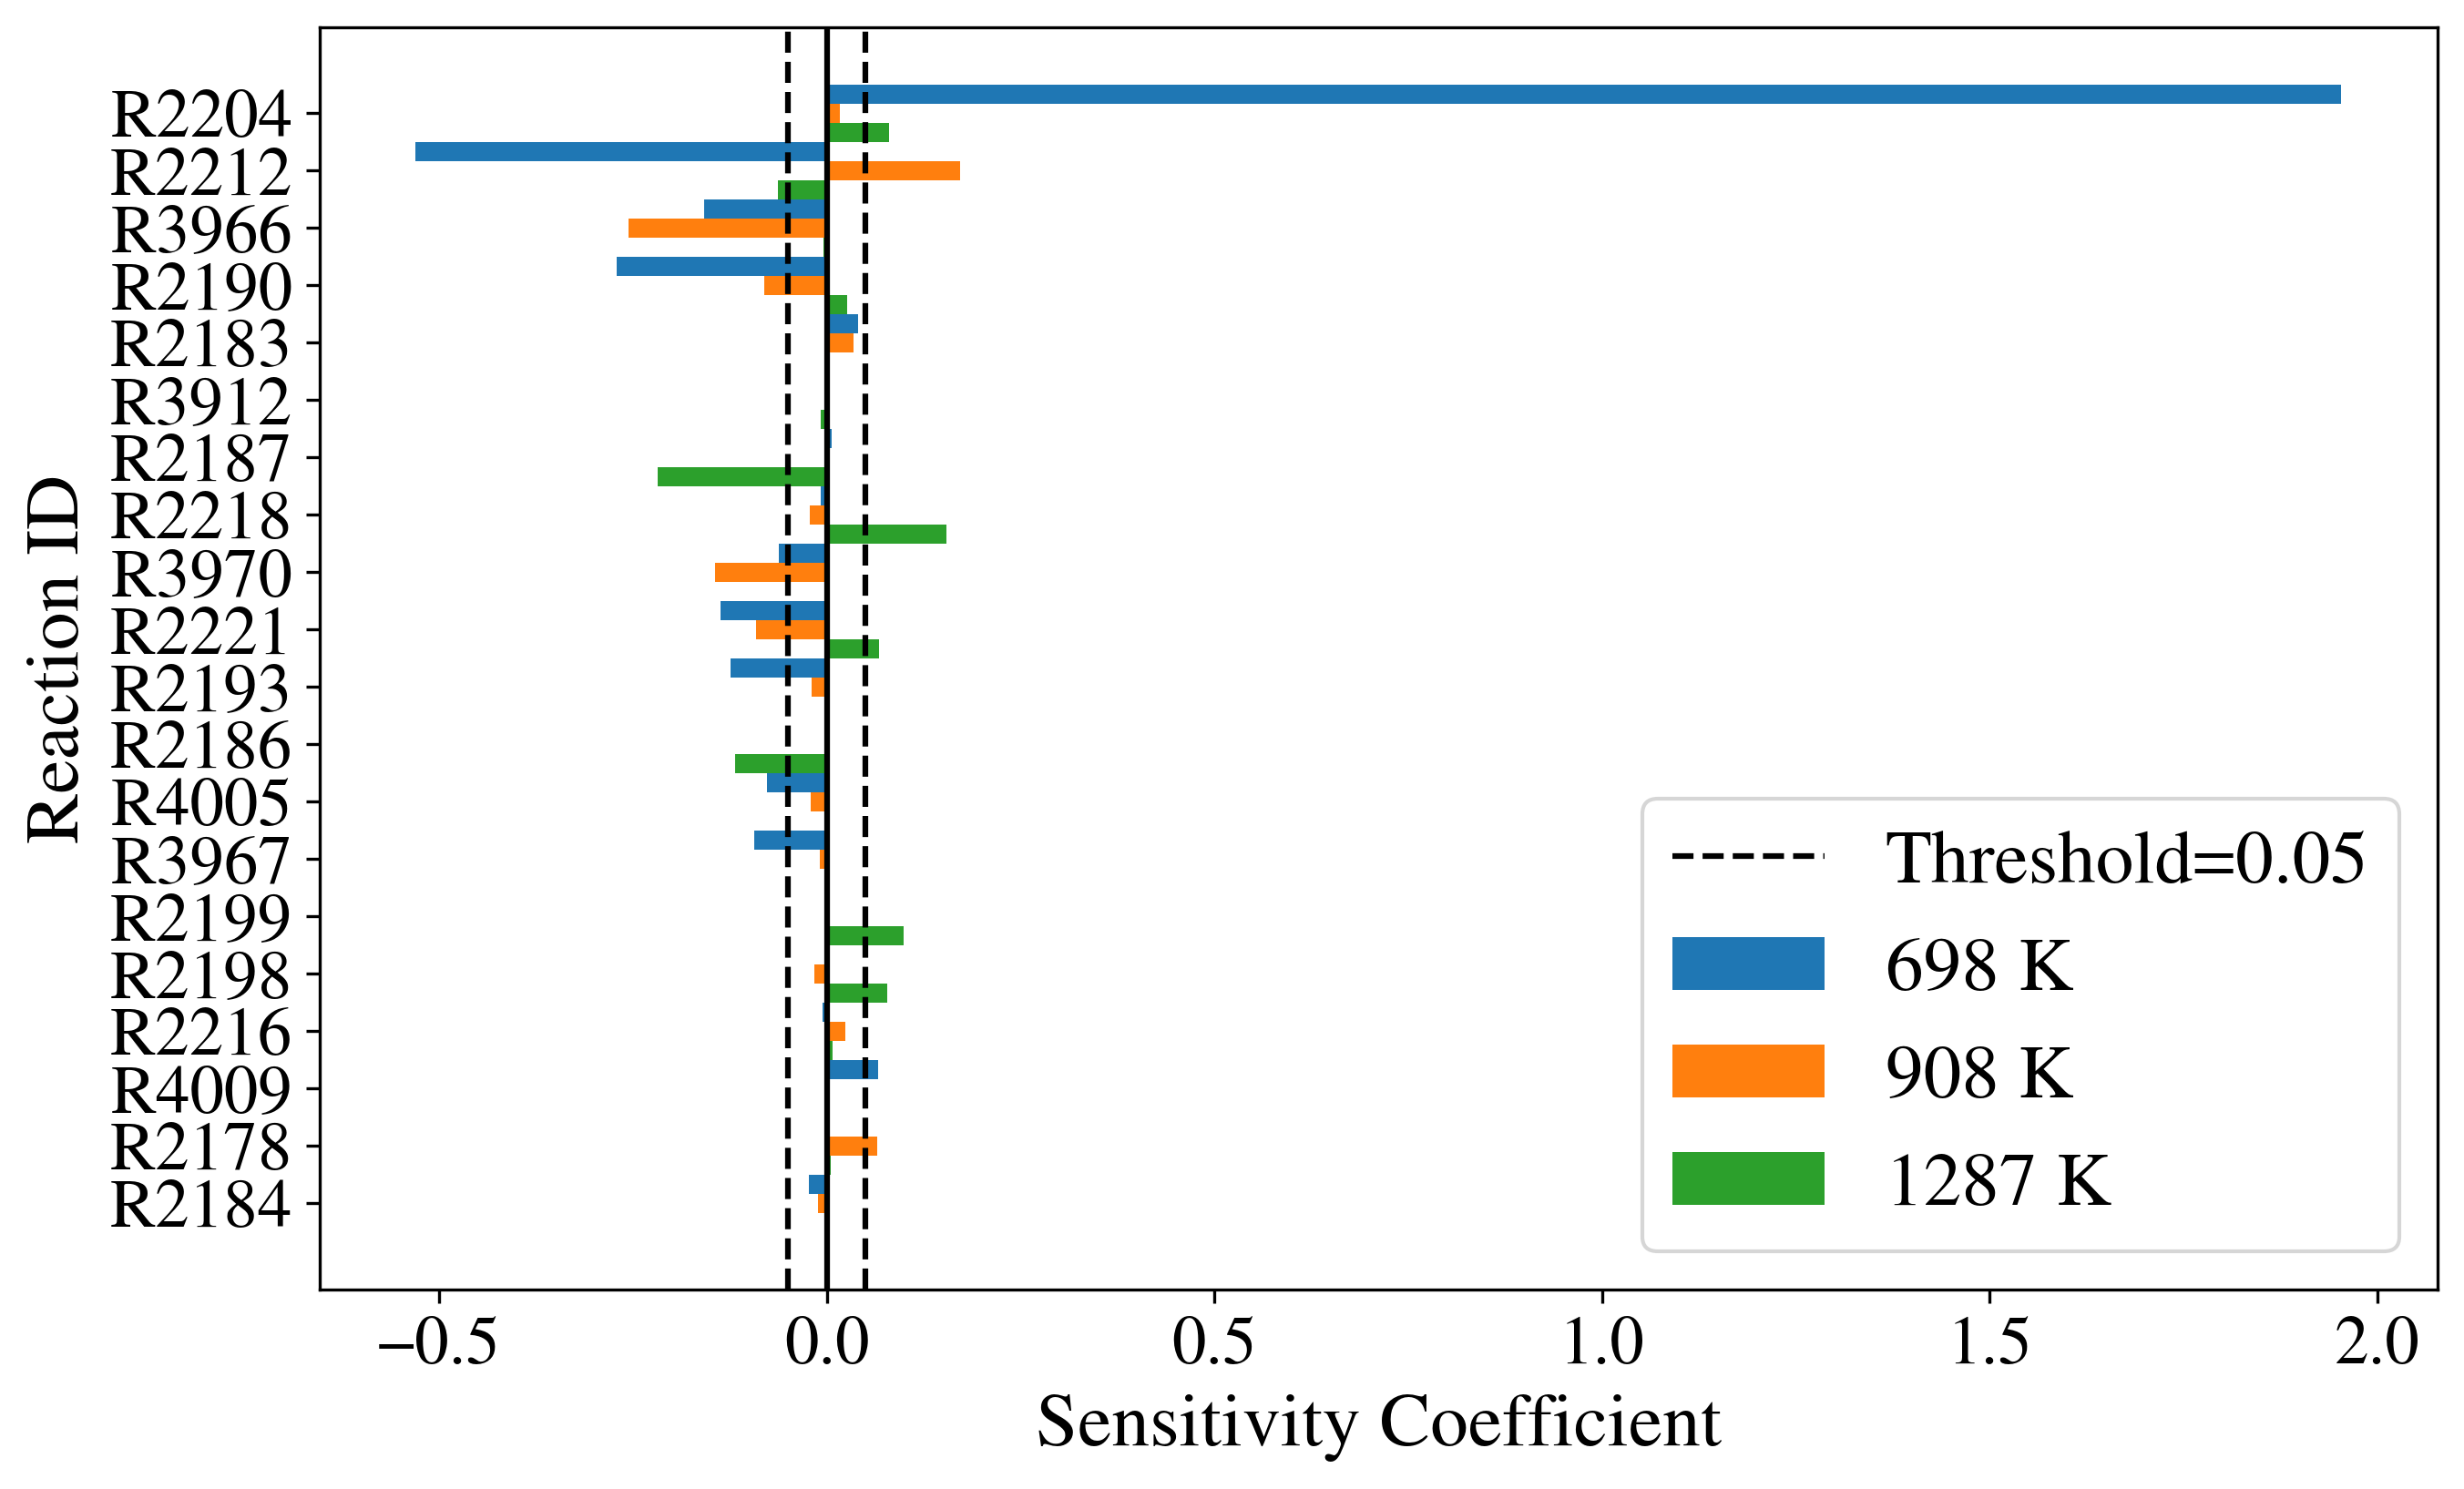 Reaction ID
R2204
R2212
R3966
R2190
R2183
R3912
R2187
R2218
R3970
R2221
R2193
R2186
R4005
R3967
R2199
R2198
R2216
R4009
R2178
R2184
Threshold=0.05
698 K
908 K
1287 K
−0.5 0.0 0.5 1.0 1.5 2.0
Sensitivity Coefficient